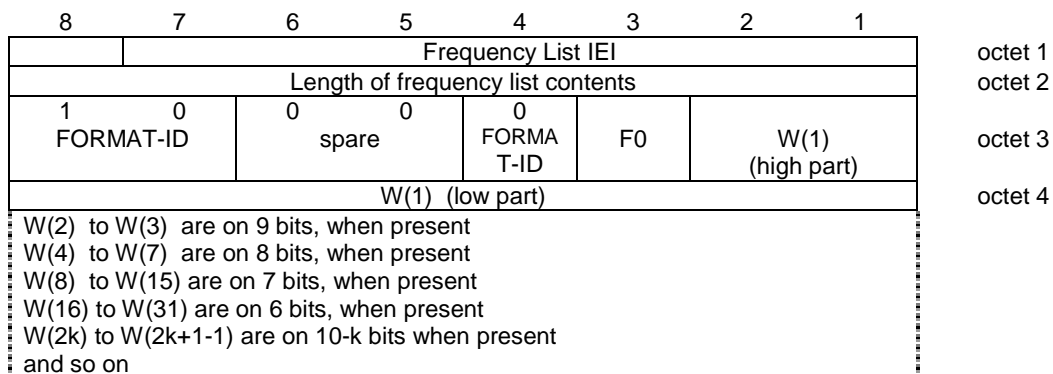 8 7 6 5 4 3 2 1
Frequency List IEI octet 1
Length of frequency list contents octet 2
1 0 0 0 0
FORMAT-ID spare FORMA F0 W(1) octet 3
T-ID (high part)
W(1) (low part) octet 4
W(2) to W(3) are on 9 bits, when present
W(4) to W(7) are on 8 bits, when present
W(8) to W(15) are on 7 bits, when present
W(16) to W(31) are on 6 bits, when present
W(2k) to W(2k+1-1) are on 10-k bits when present
and so on